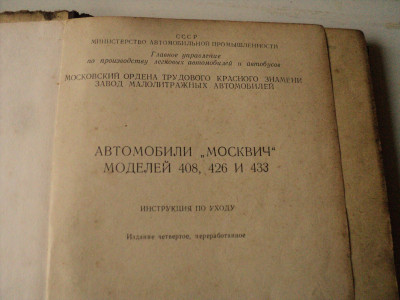 СССР
МИНИСТЕРСТВО АВТОМОБИЛЬНОЙ ПРОМЫШЛЕННОСТИ
Главное управление
по производству легковых автомобилей и автобусов
МОСКОВСКИЙ ОРДЕНА ТРУДОВОГО КРАСНОГО ЗНАМЕНИ
ЗАВОД МАЛОЛИТРАЖНЫХ АВТОМОБИЛЕЙ
АВТОМОБИЛИ „МОСКВИЧ"
МОДЕЛЕЙ 408, 426 И 433
ИНСТРУКЦИЯ ПО УХОДУ
Издание четвертое, переработанное